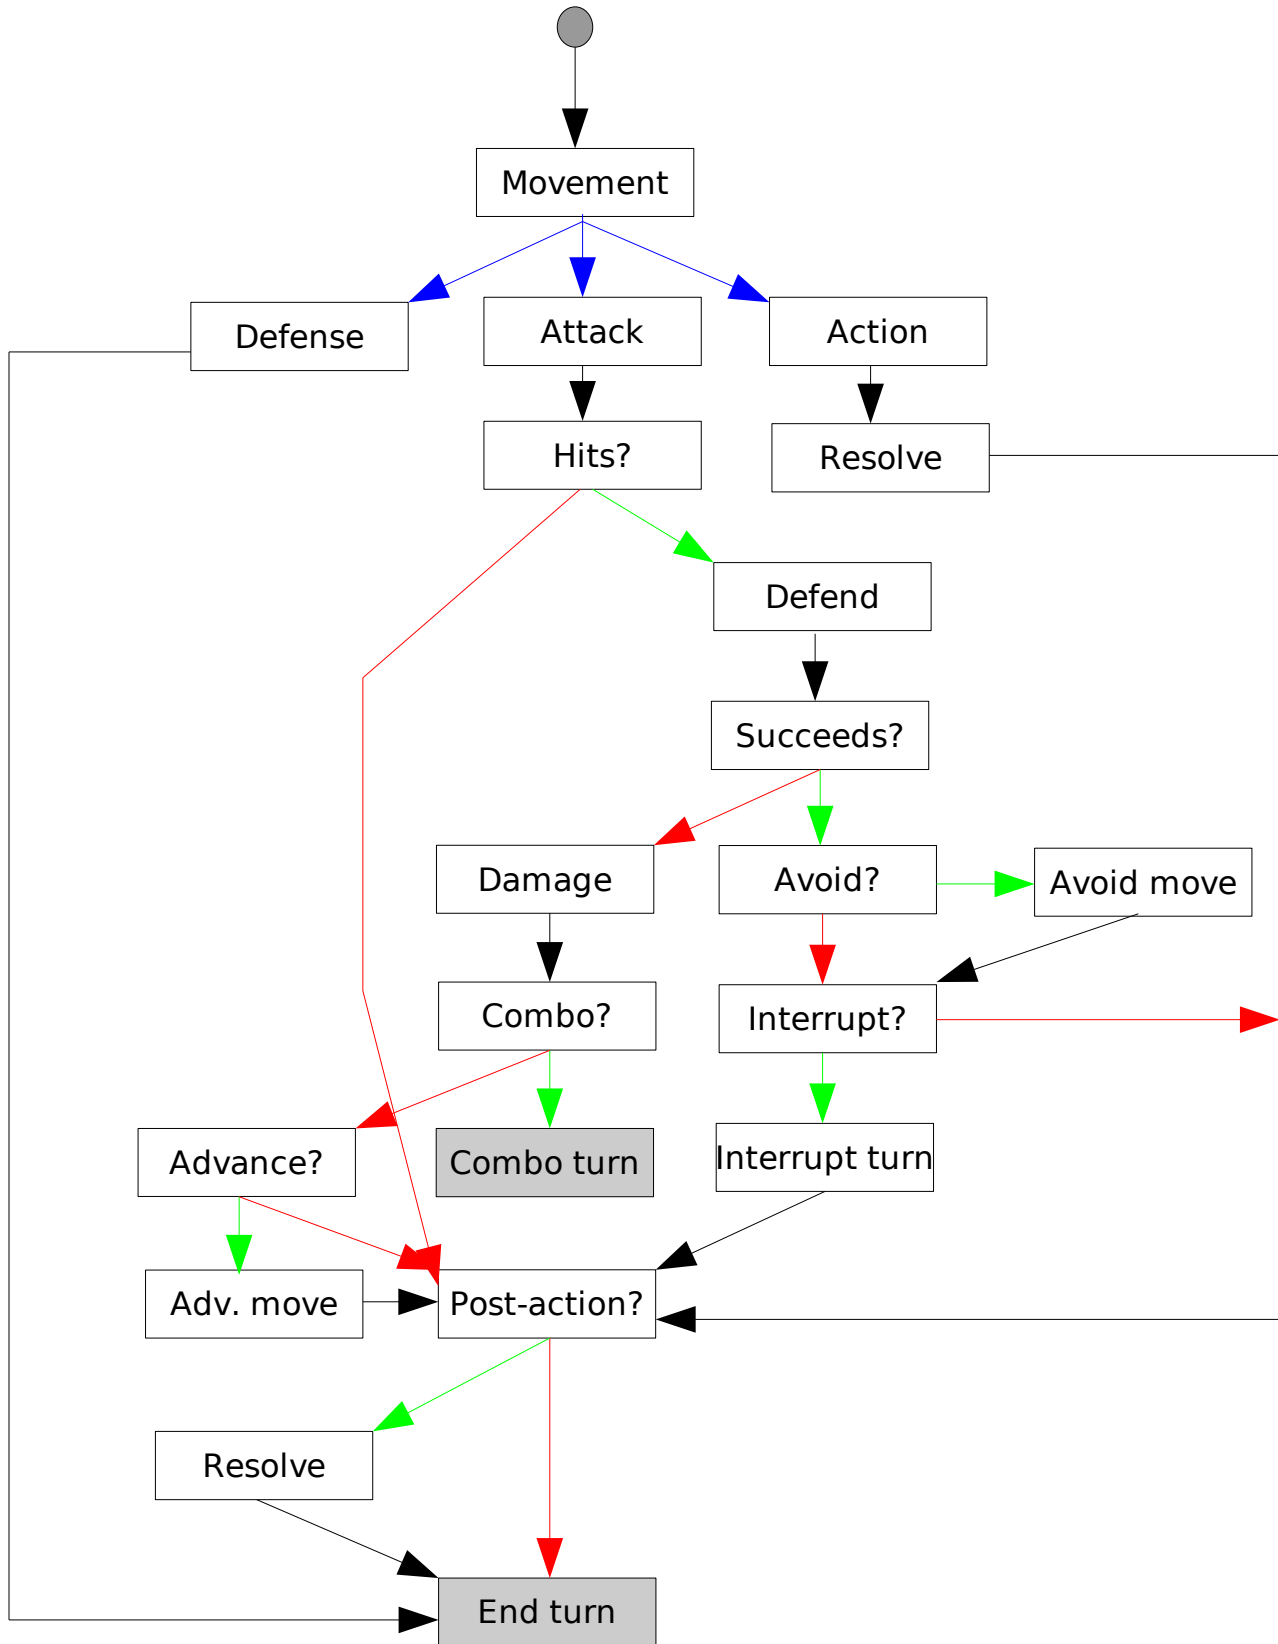 Movement
Defense
Attack
Action
Hits?
Resolve
Defend
Succeeds?
Damage
Avoid?
Avoid move
Combo?
Interrupt?
Advance?
Combo turn
Interrupt turn
Adv. move
Post-action?
Resolve
End turn